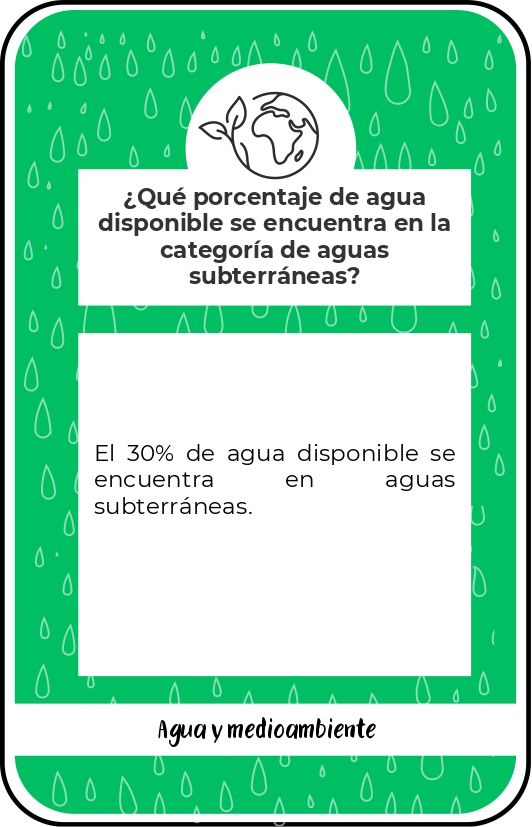 ¿Qué porcentaje de agua
disponible se encuentra en la
categoría de aguas
subterráneas?
El 30% de agua disponible se
encuentra en aguas
subterráneas.
Agua y medioambiente